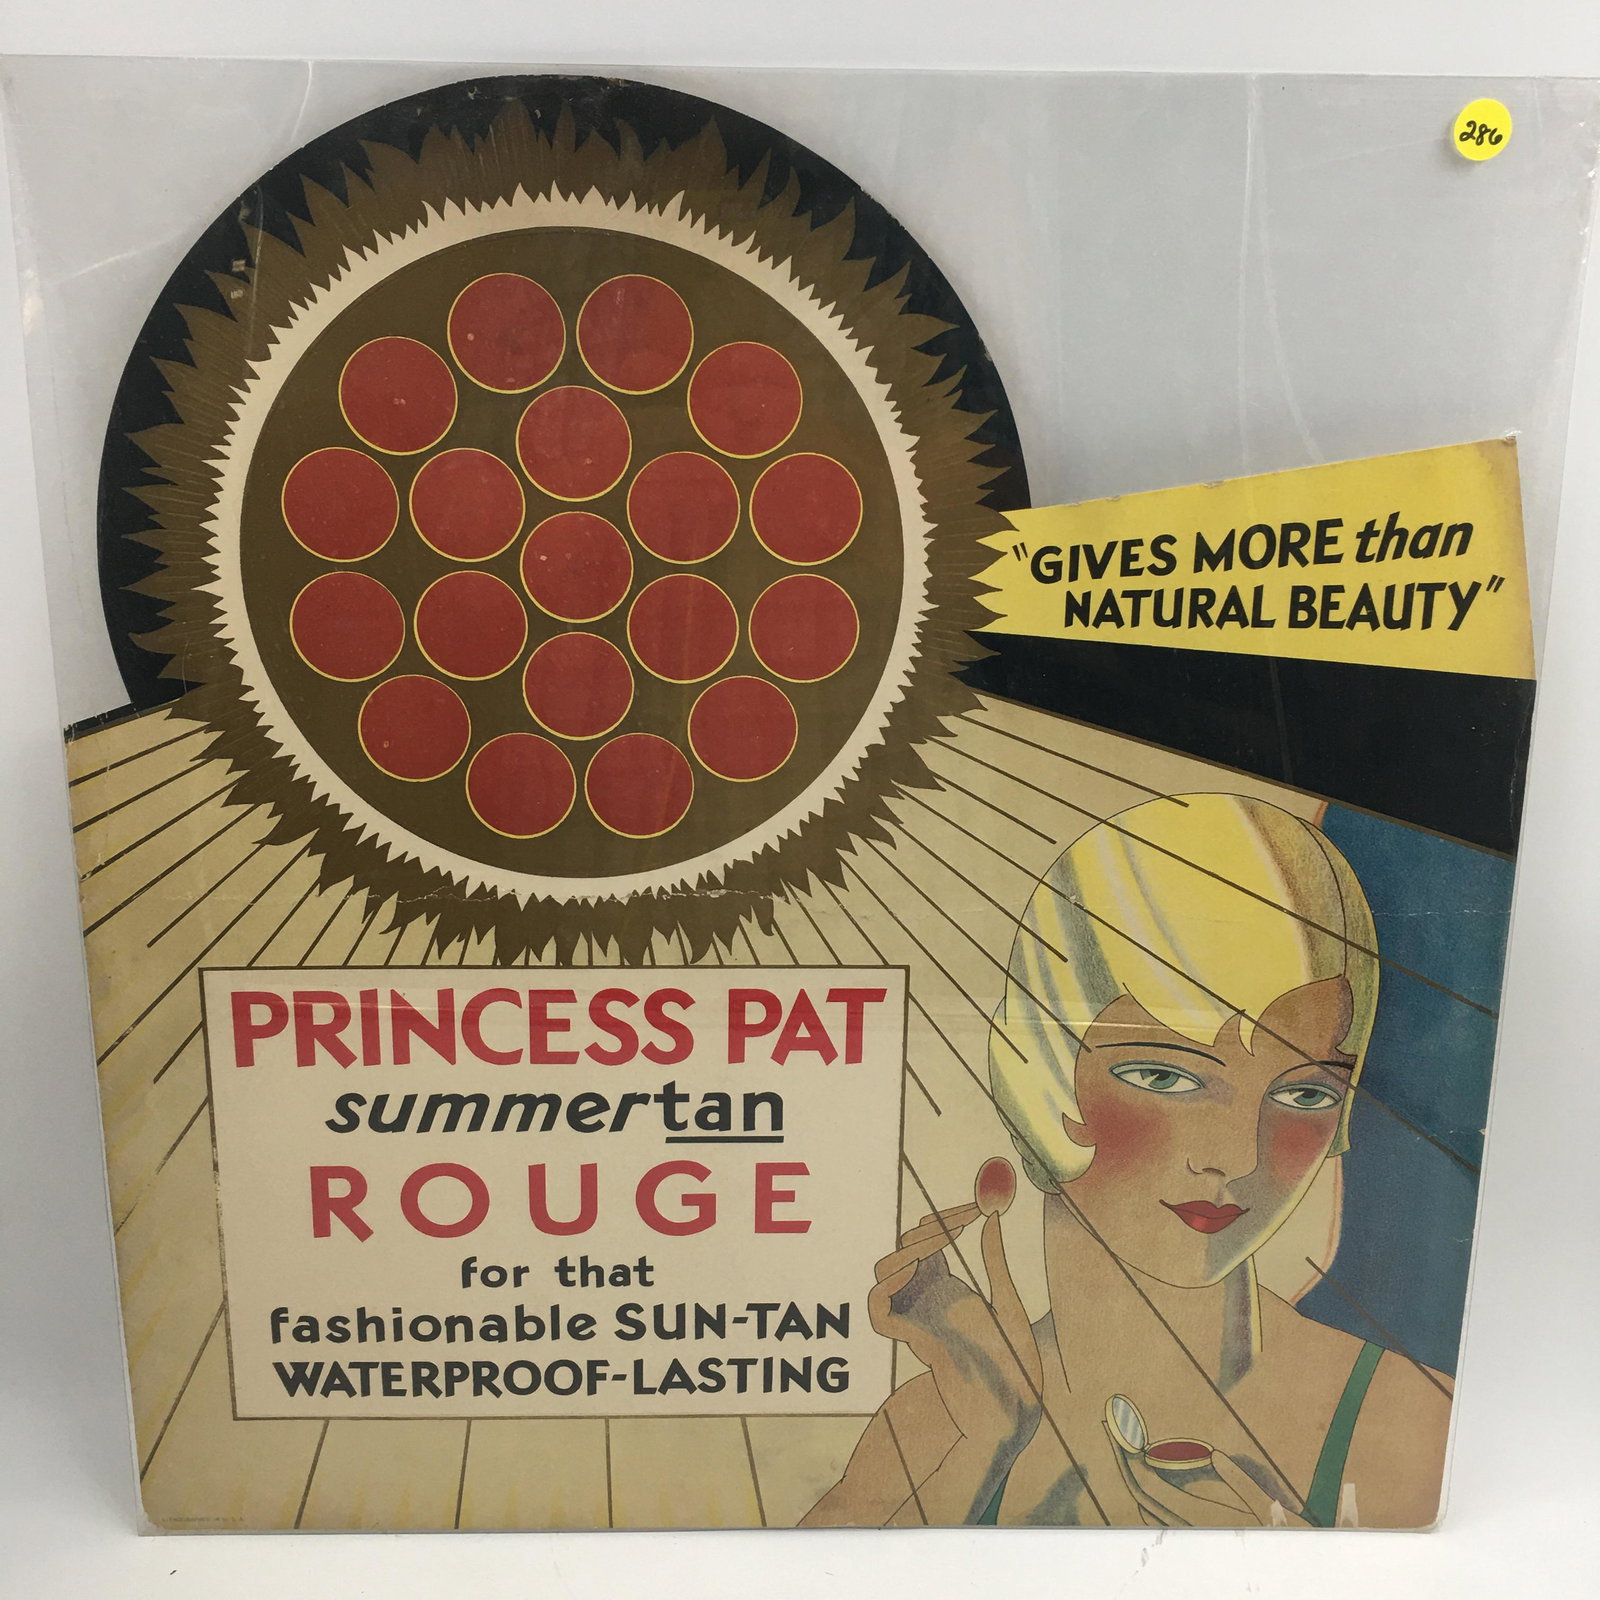 286
"GIVES MORE than
NATURAL BEAUTY"
PRINCESS PAT
summertan
ROUGE
for that
fashionable SUN-TAN
WATERPROOF-LASTING